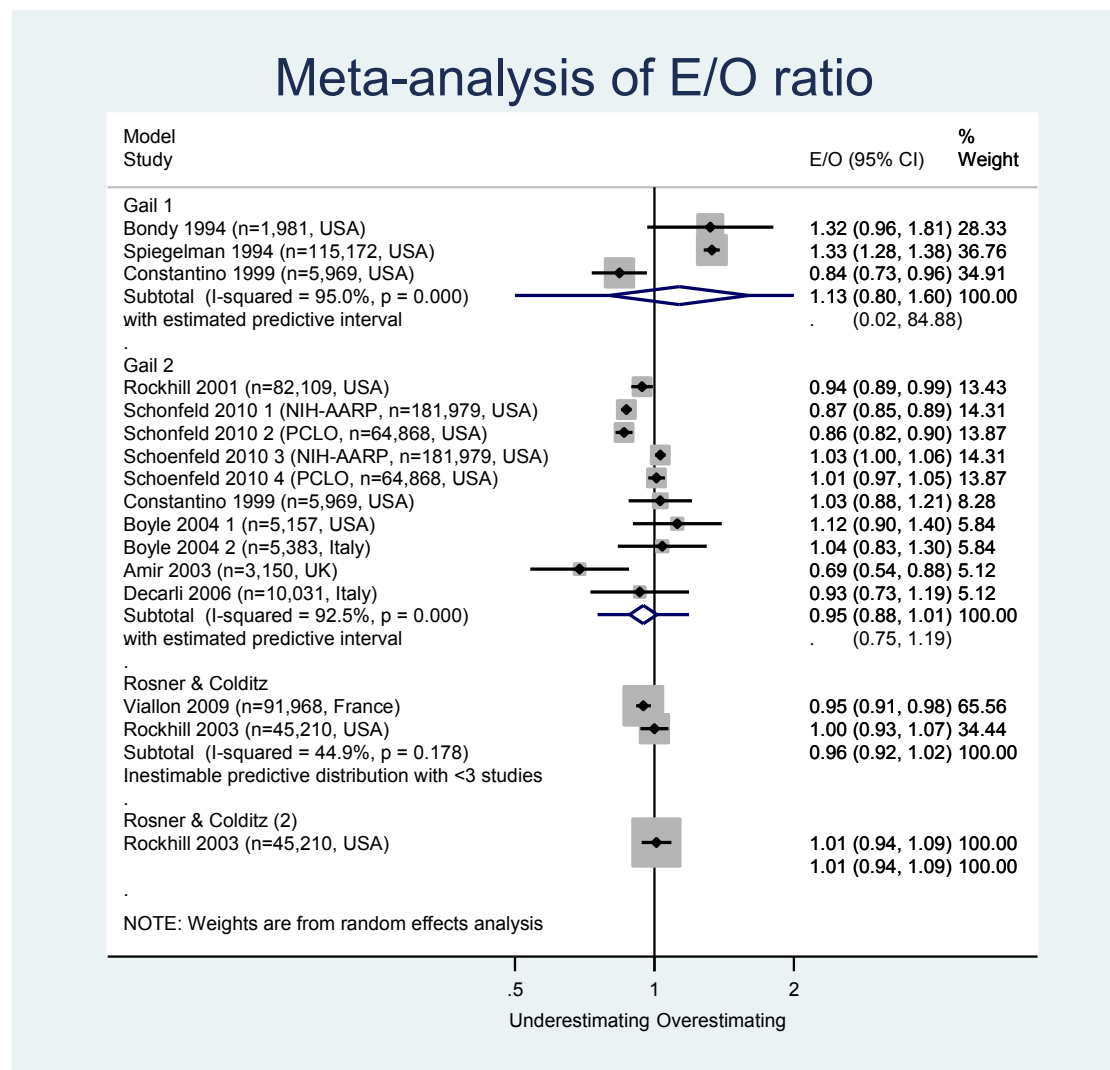 Meta-analysis of E/O ratio
Model %
Study E/O (95% CI) Weight
Gail 1
Bondy 1994 (n=1,981, USA) 1.32 (0.96, 1.81) 28.33
Spiegelman 1994 (n=115,172, USA) 1.33 (1.28, 1.38) 36.76
Constantino 1999 (n=5,969, USA) 0.84 (0.73, 0.96) 34.91
Subtotal (I-squared = 95.0%, p = 0.000) 1.13 (0.80, 1.60) 100.00
with estimated predictive interval . (0.02, 84.88)
.
Gail 2
Rockhill 2001 (n=82,109, USA) 0.94 (0.89, 0.99) 13.43
Schonfeld 2010 1 (NIH-AARP, n=181,979, USA) 0.87 (0.85, 0.89) 14.31
Schonfeld 2010 2 (PCLO, n=64,868, USA) 0.86 (0.82, 0.90) 13.87
Schoenfeld 2010 3 (NIH-AARP, n=181,979, USA) 1.03 (1.00, 1.06) 14.31
Schoenfeld 2010 4 (PCLO, n=64,868, USA) 1.01 (0.97, 1.05) 13.87
Constantino 1999 (n=5,969, USA) 1.03 (0.88, 1.21) 8.28
Boyle 2004 1 (n=5,157, USA) 1.12 (0.90, 1.40) 5.84
Boyle 2004 2 (n=5,383, Italy) 1.04 (0.83, 1.30) 5.84
Amir 2003 (n=3,150, UK) 0.69 (0.54, 0.88) 5.12
Decarli 2006 (n=10,031, Italy) 0.93 (0.73, 1.19) 5.12
Subtotal (I-squared = 92.5%, p = 0.000) 0.95 (0.88, 1.01) 100.00
with estimated predictive interval . (0.75, 1.19)
.
Rosner & Colditz
Viallon 2009 (n=91,968, France) 0.95 (0.91, 0.98) 65.56
Rockhill 2003 (n=45,210, USA) 1.00 (0.93, 1.07) 34.44
Subtotal (I-squared = 44.9%, p = 0.178) 0.96 (0.92, 1.02) 100.00
Inestimable predictive distribution with <3 studies
.
Rosner & Colditz (2)
Rockhill 2003 (n=45,210, USA) 1.01 (0.94, 1.09) 100.00
1.01 (0.94, 1.09) 100.00
.
NOTE: Weights are from random effects analysis
.5 1 2
Underestimating Overestimating